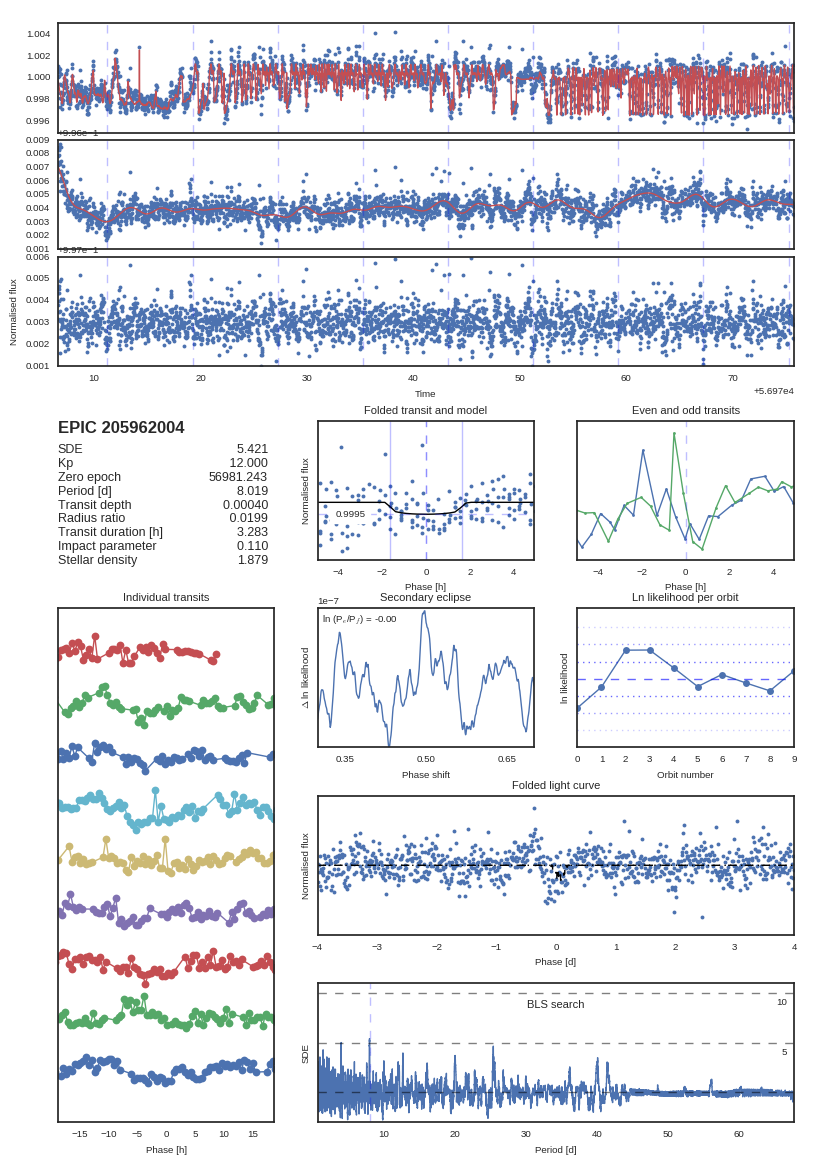 1.004
1.002
1.000
0.998
0.996
+9.96e−1
0.009
0.008
0.007
0.006
0.005
0.004
0.003
0.002
0.001
+9.97e−1
0.006
0.005
0.004
0.003
0.002
0.001
Normalised flux
10 20 30 40 50 60 70
Time
+5.697e4
EPIC 205962004
SDE 5.421
Kp 12.000
Zero epoch 56981.243
Period [d] 8.019
Transit depth 0.00040
Radius ratio 0.0199
Transit duration [h] 3.283
Impact parameter 0.110
Stellar density 1.879
Folded transit and model
Normalised flux
0.9995
−4 −2 0 2 4
Phase [h]
Even and odd transits
−4 −2 0 2 4
Phase [h]
Individual transits
−15 −10 −5 0 5 10 15
Phase [h]
Secondary eclipse
1e−7
ln (Pₑ/P𝑓) = -0.00
Δ ln likelihood
0.35 0.50 0.65
Phase shift
Ln likelihood per orbit
ln likelihood
0 1 2 3 4 5 6 7 8 9
Orbit number
Folded light curve
Normalised flux
−4 −3 −2 −1 0 1 2 3 4
Phase [d]
BLS search
10
5
SDE
10 20 30 40 50 60
Period [d]